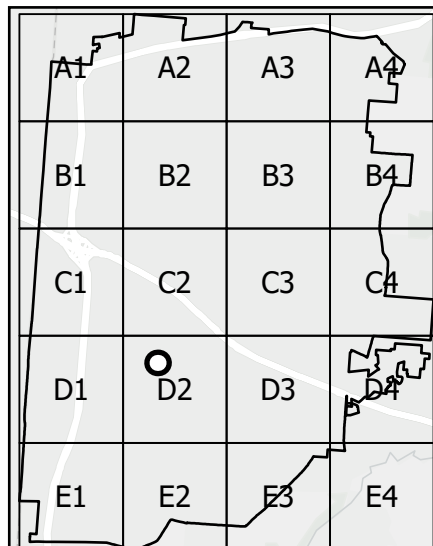 A1 A2 A3 A4
B1 B2 B3 B4
C1 C2 C3 C4
D1 D2 D3 D4
E1 E2 E3 E4